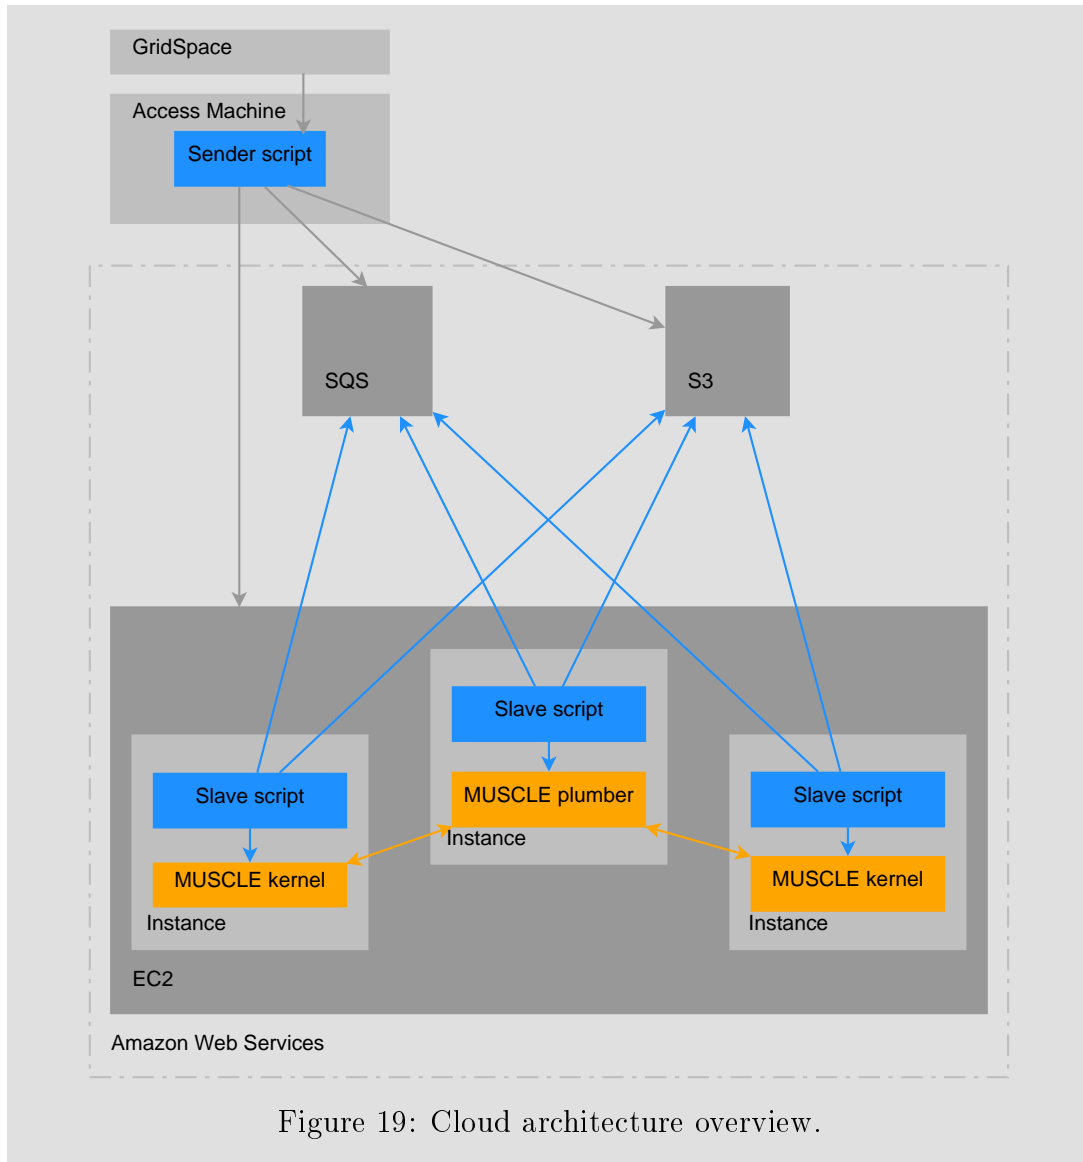 GridSpace
Access Machine
Sender script
SQS
S3
Slave script
MUSCLE plumber
Instance
Slave script
MUSCLE kernel
Instance
Slave script
MUSCLE kernel
Instance
EC2
Amazon Web Services
Figure 19: Cloud architecture overview.